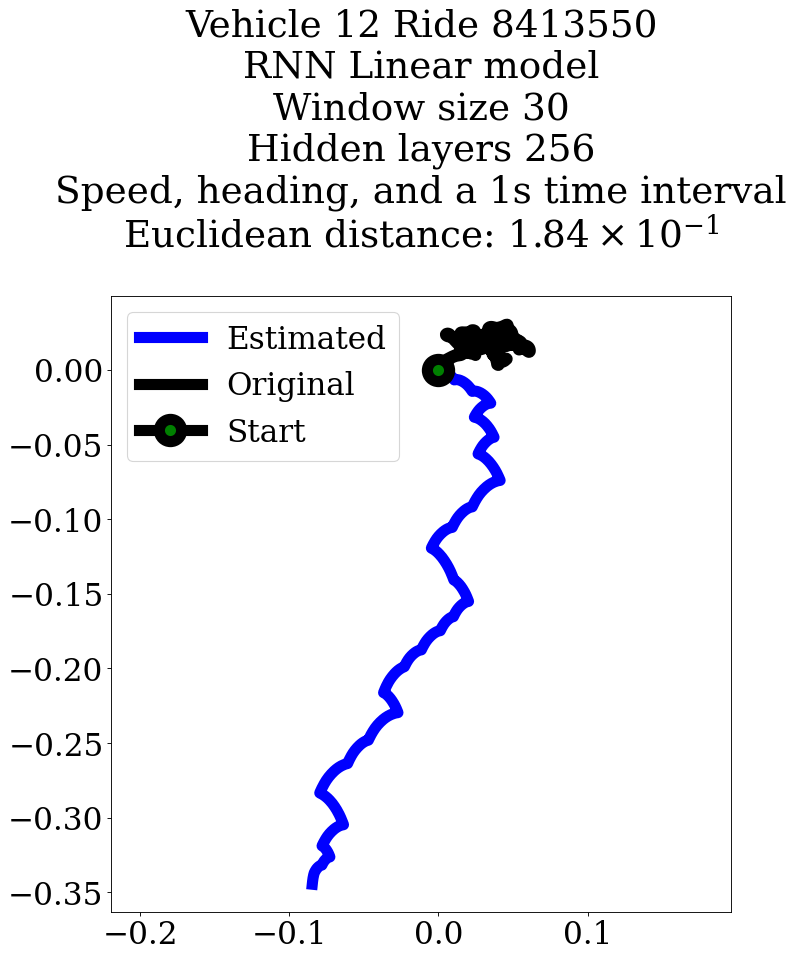 Vehicle 12 Ride 8413550
RNN Linear model
Window size 30
Hidden layers 256
Speed, heading, and a 1s time interval
Euclidean distance: 1.84 × 10⁻¹
Estimated
Original
Start
0.00
−0.05
−0.10
−0.15
−0.20
−0.25
−0.30
−0.35
−0.2 −0.1 0.0 0.1